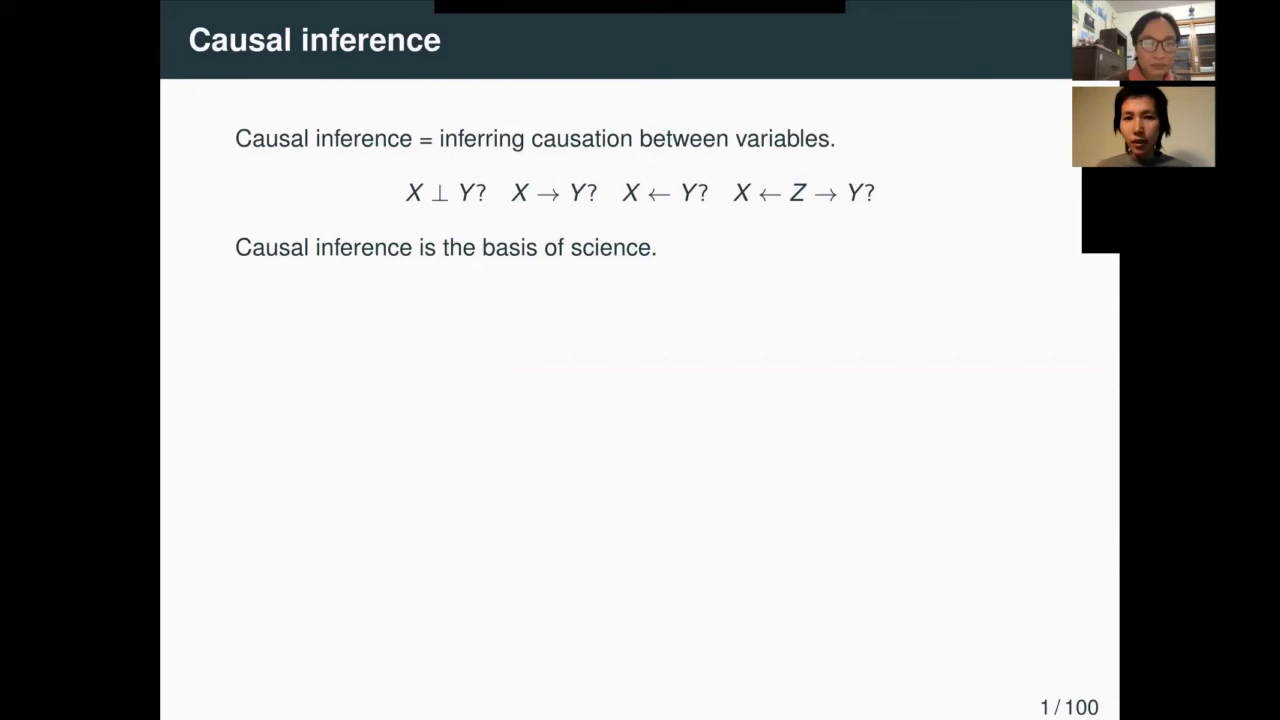 Causal inference
Causal inference = inferring causation between variables.
X ⊥ Y?  X → Y?  X ← Y?  X ← Z → Y?
Causal inference is the basis of science.
1 / 100